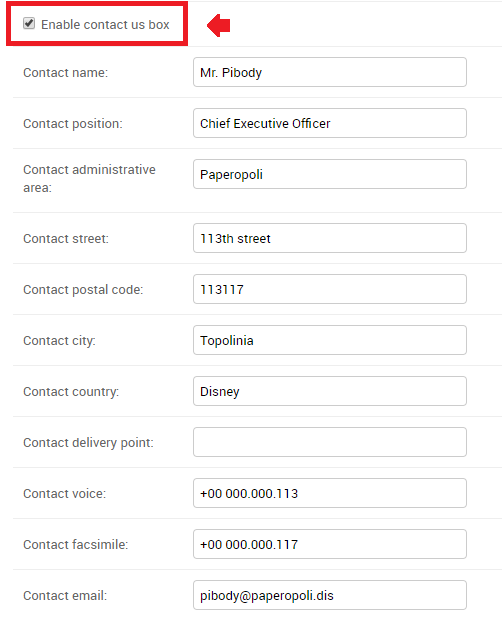 Enable contact us box
Contact name: Mr. Pibody
Contact position: Chief Executive Officer
Contact administrative area: Paperopoli
Contact street: 113th street
Contact postal code: 113117
Contact city: Topolinia
Contact country: Disney
Contact delivery point:
Contact voice: +00 000.000.113
Contact facsimile: +00 000.000.117
Contact email: pibody@paperopoli.dis